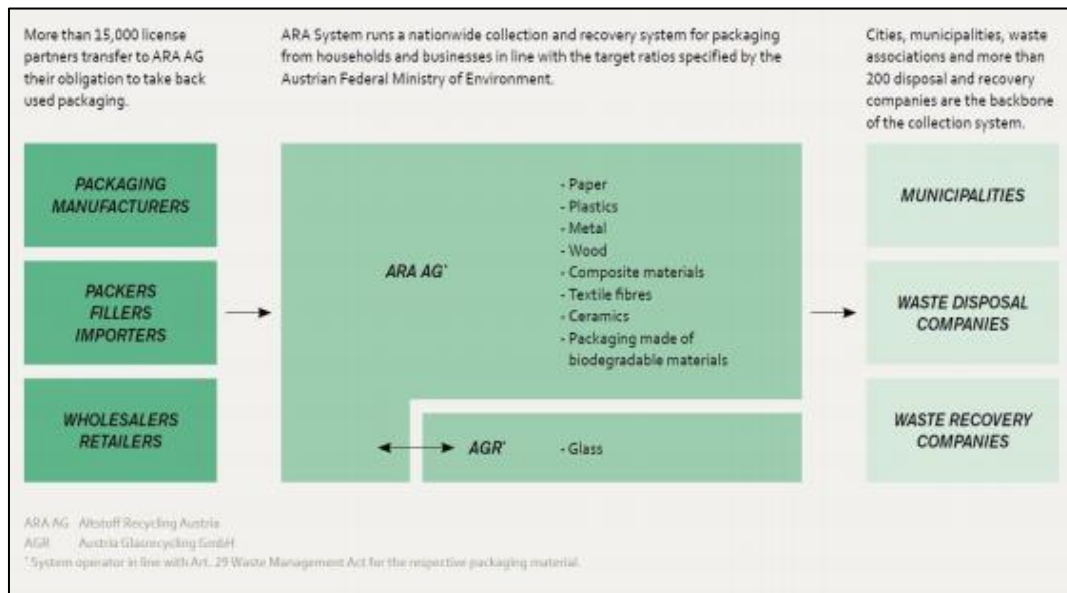 More than 15,000 license
partners transfer to ARA AG
their obligation to take back
used packaging.
ARA System runs a nationwide collection and recovery system for packaging
from households and businesses in line with the target ratios specified by the
Austrian Federal Ministry of Environment.
Cities, municipalities, waste
associations and more than
200 disposal and recovery
companies are the backbone
of the collection system.
PACKAGING
MANUFACTURERS
PACKERS
FILLERS
IMPORTERS
WHOLESALERS
RETAILERS
ARA AG*
- Paper
- Plastics
- Metal
- Wood
- Composite materials
- Textile fibres
- Ceramics
- Packaging made of
biodegradable materials
AGR*
- Glass
MUNICIPALITIES
WASTE DISPOSAL
COMPANIES
WASTE RECOVERY
COMPANIES
ARA AG Altstoff Recycling Austria
AGR Austria Glasrecycling GmbH
* System operator in line with Art. 29 Waste Management Act for the respective packaging material.